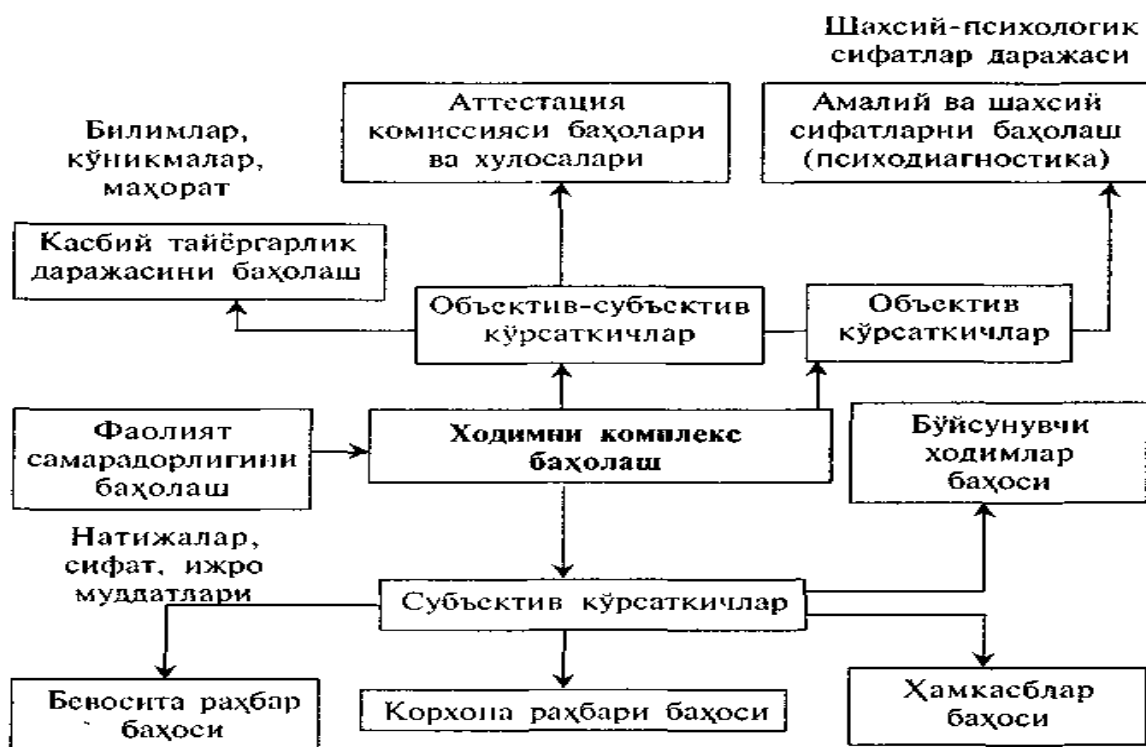 Шахсий-психологик
сифатлар даражаси
Аттестация
комиссияси баҳолари
ва хулосалари
Амалий ва шахсий
сифатларни баҳолаш
(психодиагностика)
Билимлар,
кўникмалар,
маҳорат
Касбий тайёргарлик
даражасини баҳолаш
Объектив-субъектив
кўрсаткичлар
Объектив
кўрсаткичлар
Фаолият
самарадорлигини
баҳолаш
Ходимни комплекс
баҳолаш
Бўйсунувчи
ходимлар
баҳоси
Натижалар,
сифат, ижро
муддатлари
Субъектив кўрсаткичлар
Бевосита раҳбар
баҳоси
Корхона раҳбари баҳоси
Ҳамкасблар
баҳоси